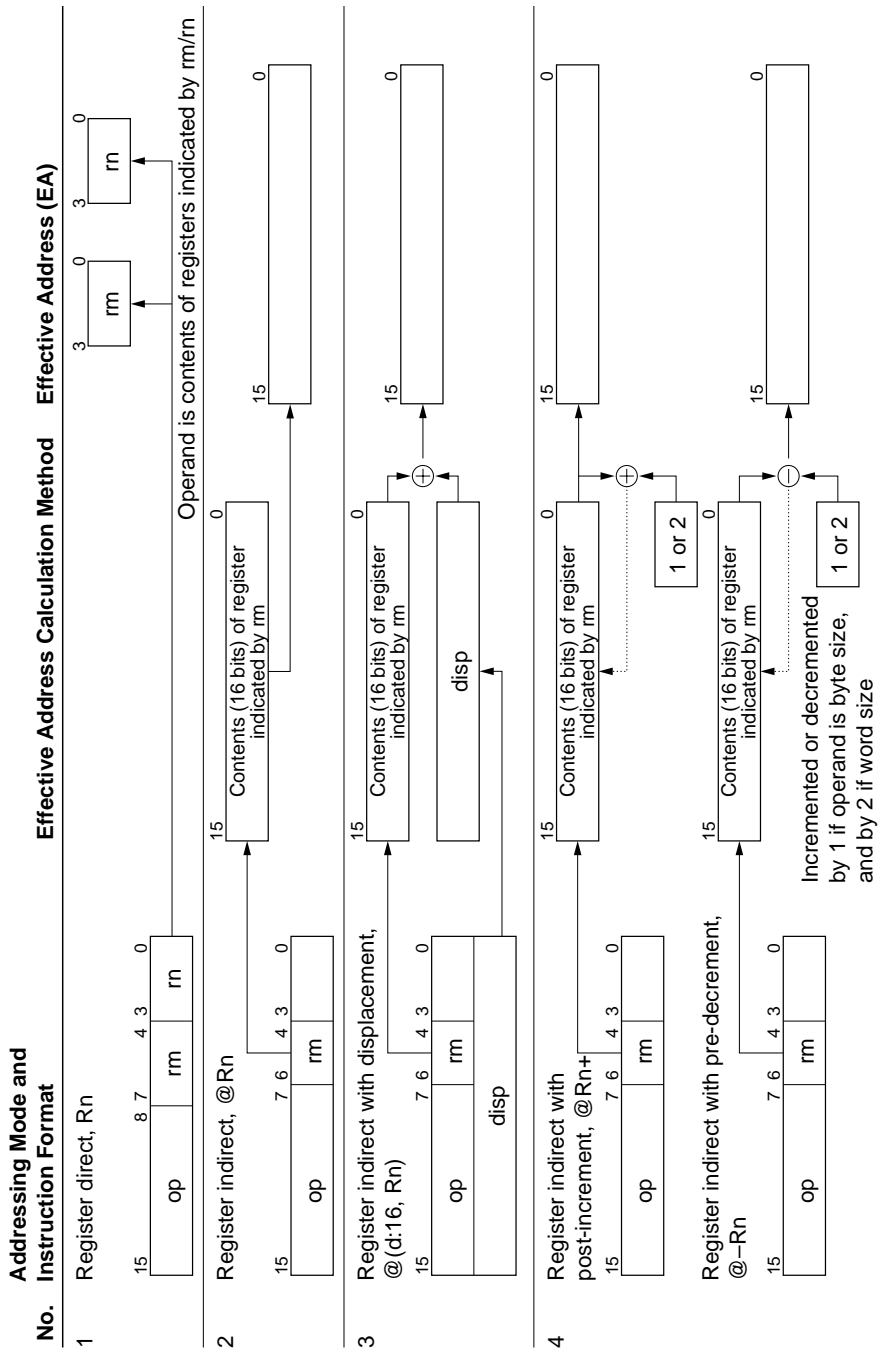 Addressing Mode and
No. Instruction Format Effective Address Calculation Method Effective Address (EA)
1 Register direct, Rn
15 8 7 4 3 0
op rm rn
3 0 3 0
rm rn
Operand is contents of registers indicated by rm/rn
2 Register indirect, @Rn
15 7 6 4 3 0
op rm
15 0
Contents (16 bits) of register
indicated by rm
15 0
3 Register indirect with displacement,
@(d:16, Rn)
15 7 6 4 3 0
op rm
disp
15 0
Contents (16 bits) of register
indicated by rm
disp
15 0
4 Register indirect with
post-increment, @Rn+
15 7 6 4 3 0
op rm
15 0
Contents (16 bits) of register
indicated by rm
1 or 2
15 0
Register indirect with pre-decrement,
@–Rn
15 7 6 4 3 0
op rm
15 0
Contents (16 bits) of register
indicated by rm
1 or 2
15 0
Incremented or decremented
by 1 if operand is byte size,
and by 2 if word size